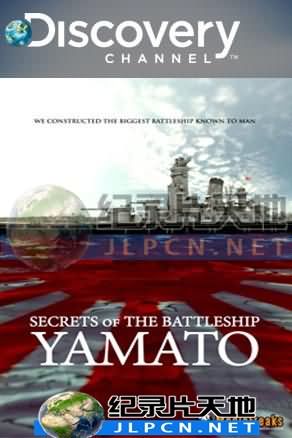 Discovery
CHANNEL™
WE CONSTRUCTED THE BIGGEST BATTLESHIP KNOWN TO MAN
纪录片天地
JLPCN.NET
SECRETS OF THE BATTLESHIP
YAMATO
纪录片天地
JLPCN.NET